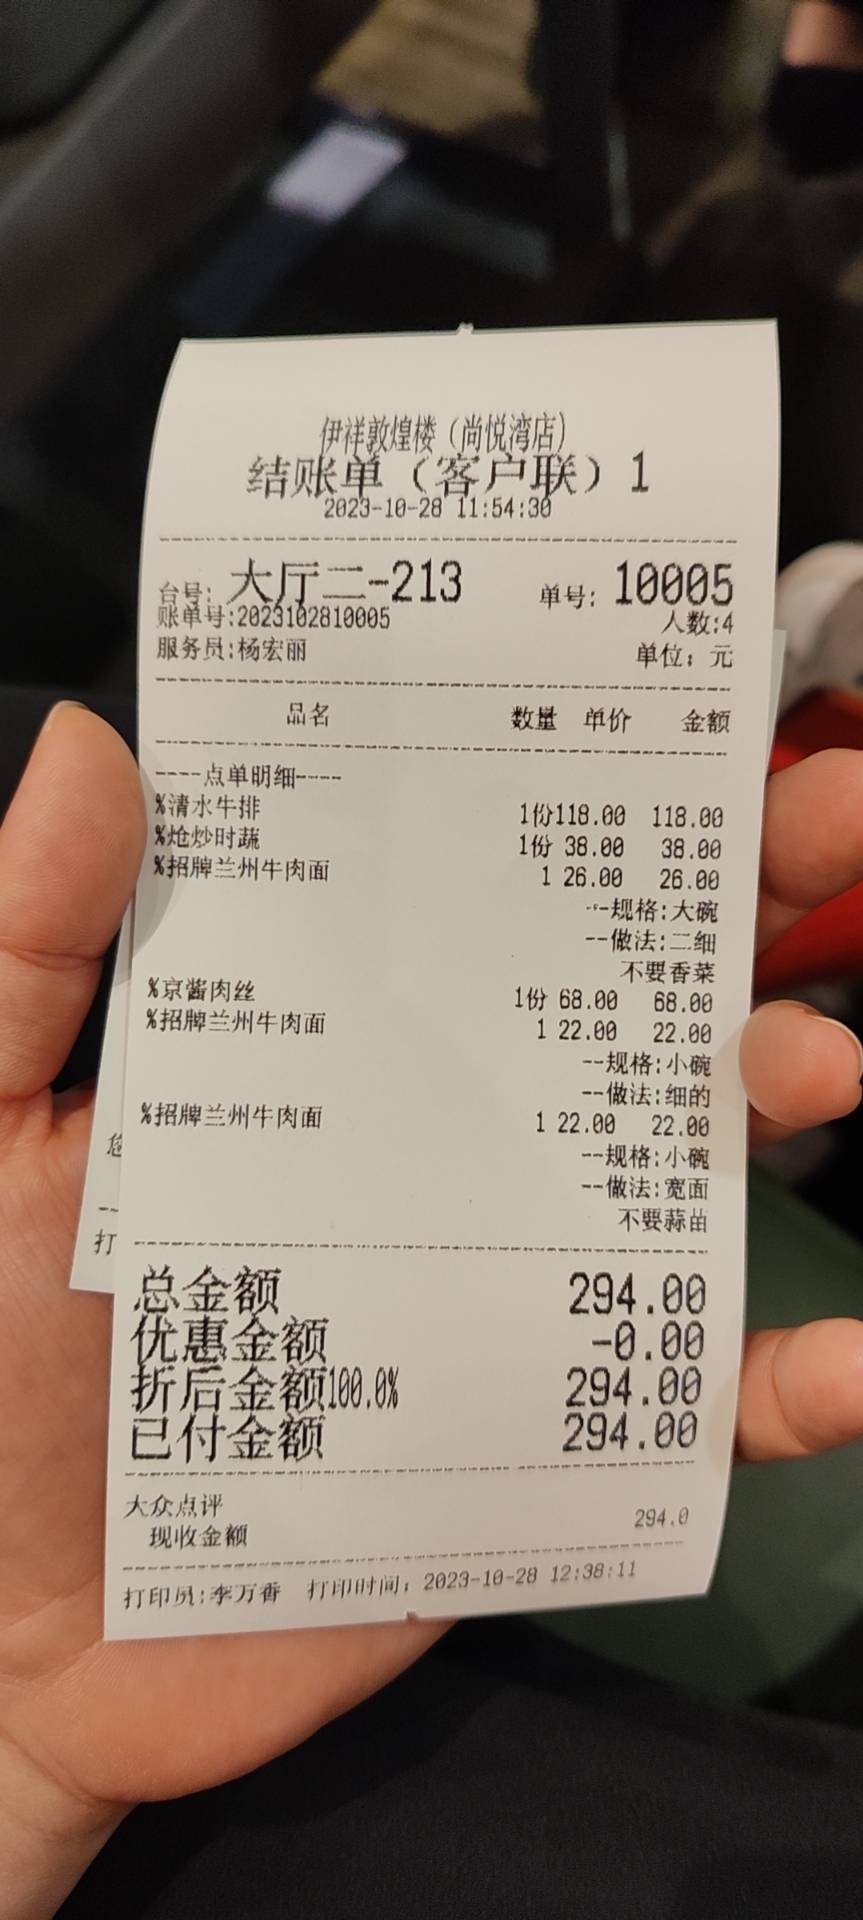 伊祥敦煌楼（尚悦湾店）
结账单（客户联）1
2023-10-28 11:54:30
台号: 大厅二-213 单号: 10005
账单号:2023102810005 人数:4
服务员:杨宏丽 单位: 元
品名 数量 单价 金额
----点单明细----
%清水牛排 1份118.00 118.00
%炝炒时蔬 1份 38.00 38.00
%招牌兰州牛肉面 1 26.00 26.00
--规格:大碗
--做法:二细
不要香菜
%京酱肉丝 1份 68.00 68.00
%招牌兰州牛肉面 1 22.00 22.00
--规格:小碗
--做法:细的
%招牌兰州牛肉面 1 22.00 22.00
--规格:小碗
--做法:宽面
不要蒜苗
总金额 294.00
优惠金额 -0.00
折后金额100.0% 294.00
已付金额 294.00
大众点评
现收金额 294.0
打印员:李万香 打印时间: 2023-10-28 12:38:11
您
打